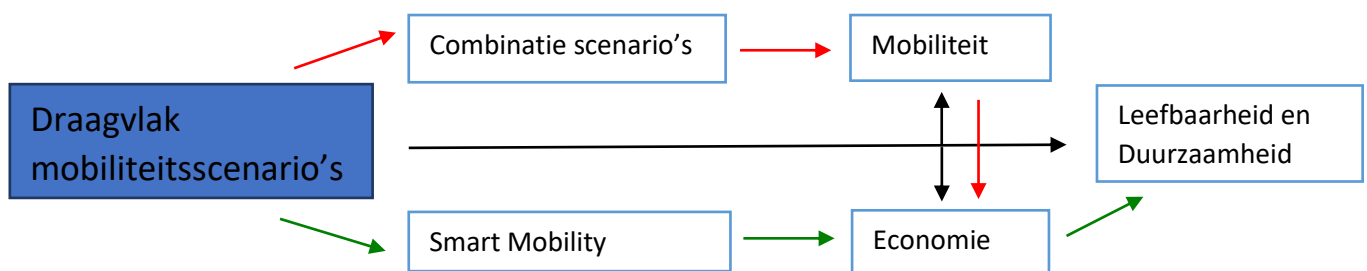 Combinatie scenario’s
Mobiliteit
Draagvlak
mobiliteitsscenario’s
Leefbaarheid en
Duurzaamheid
Smart Mobility
Economie